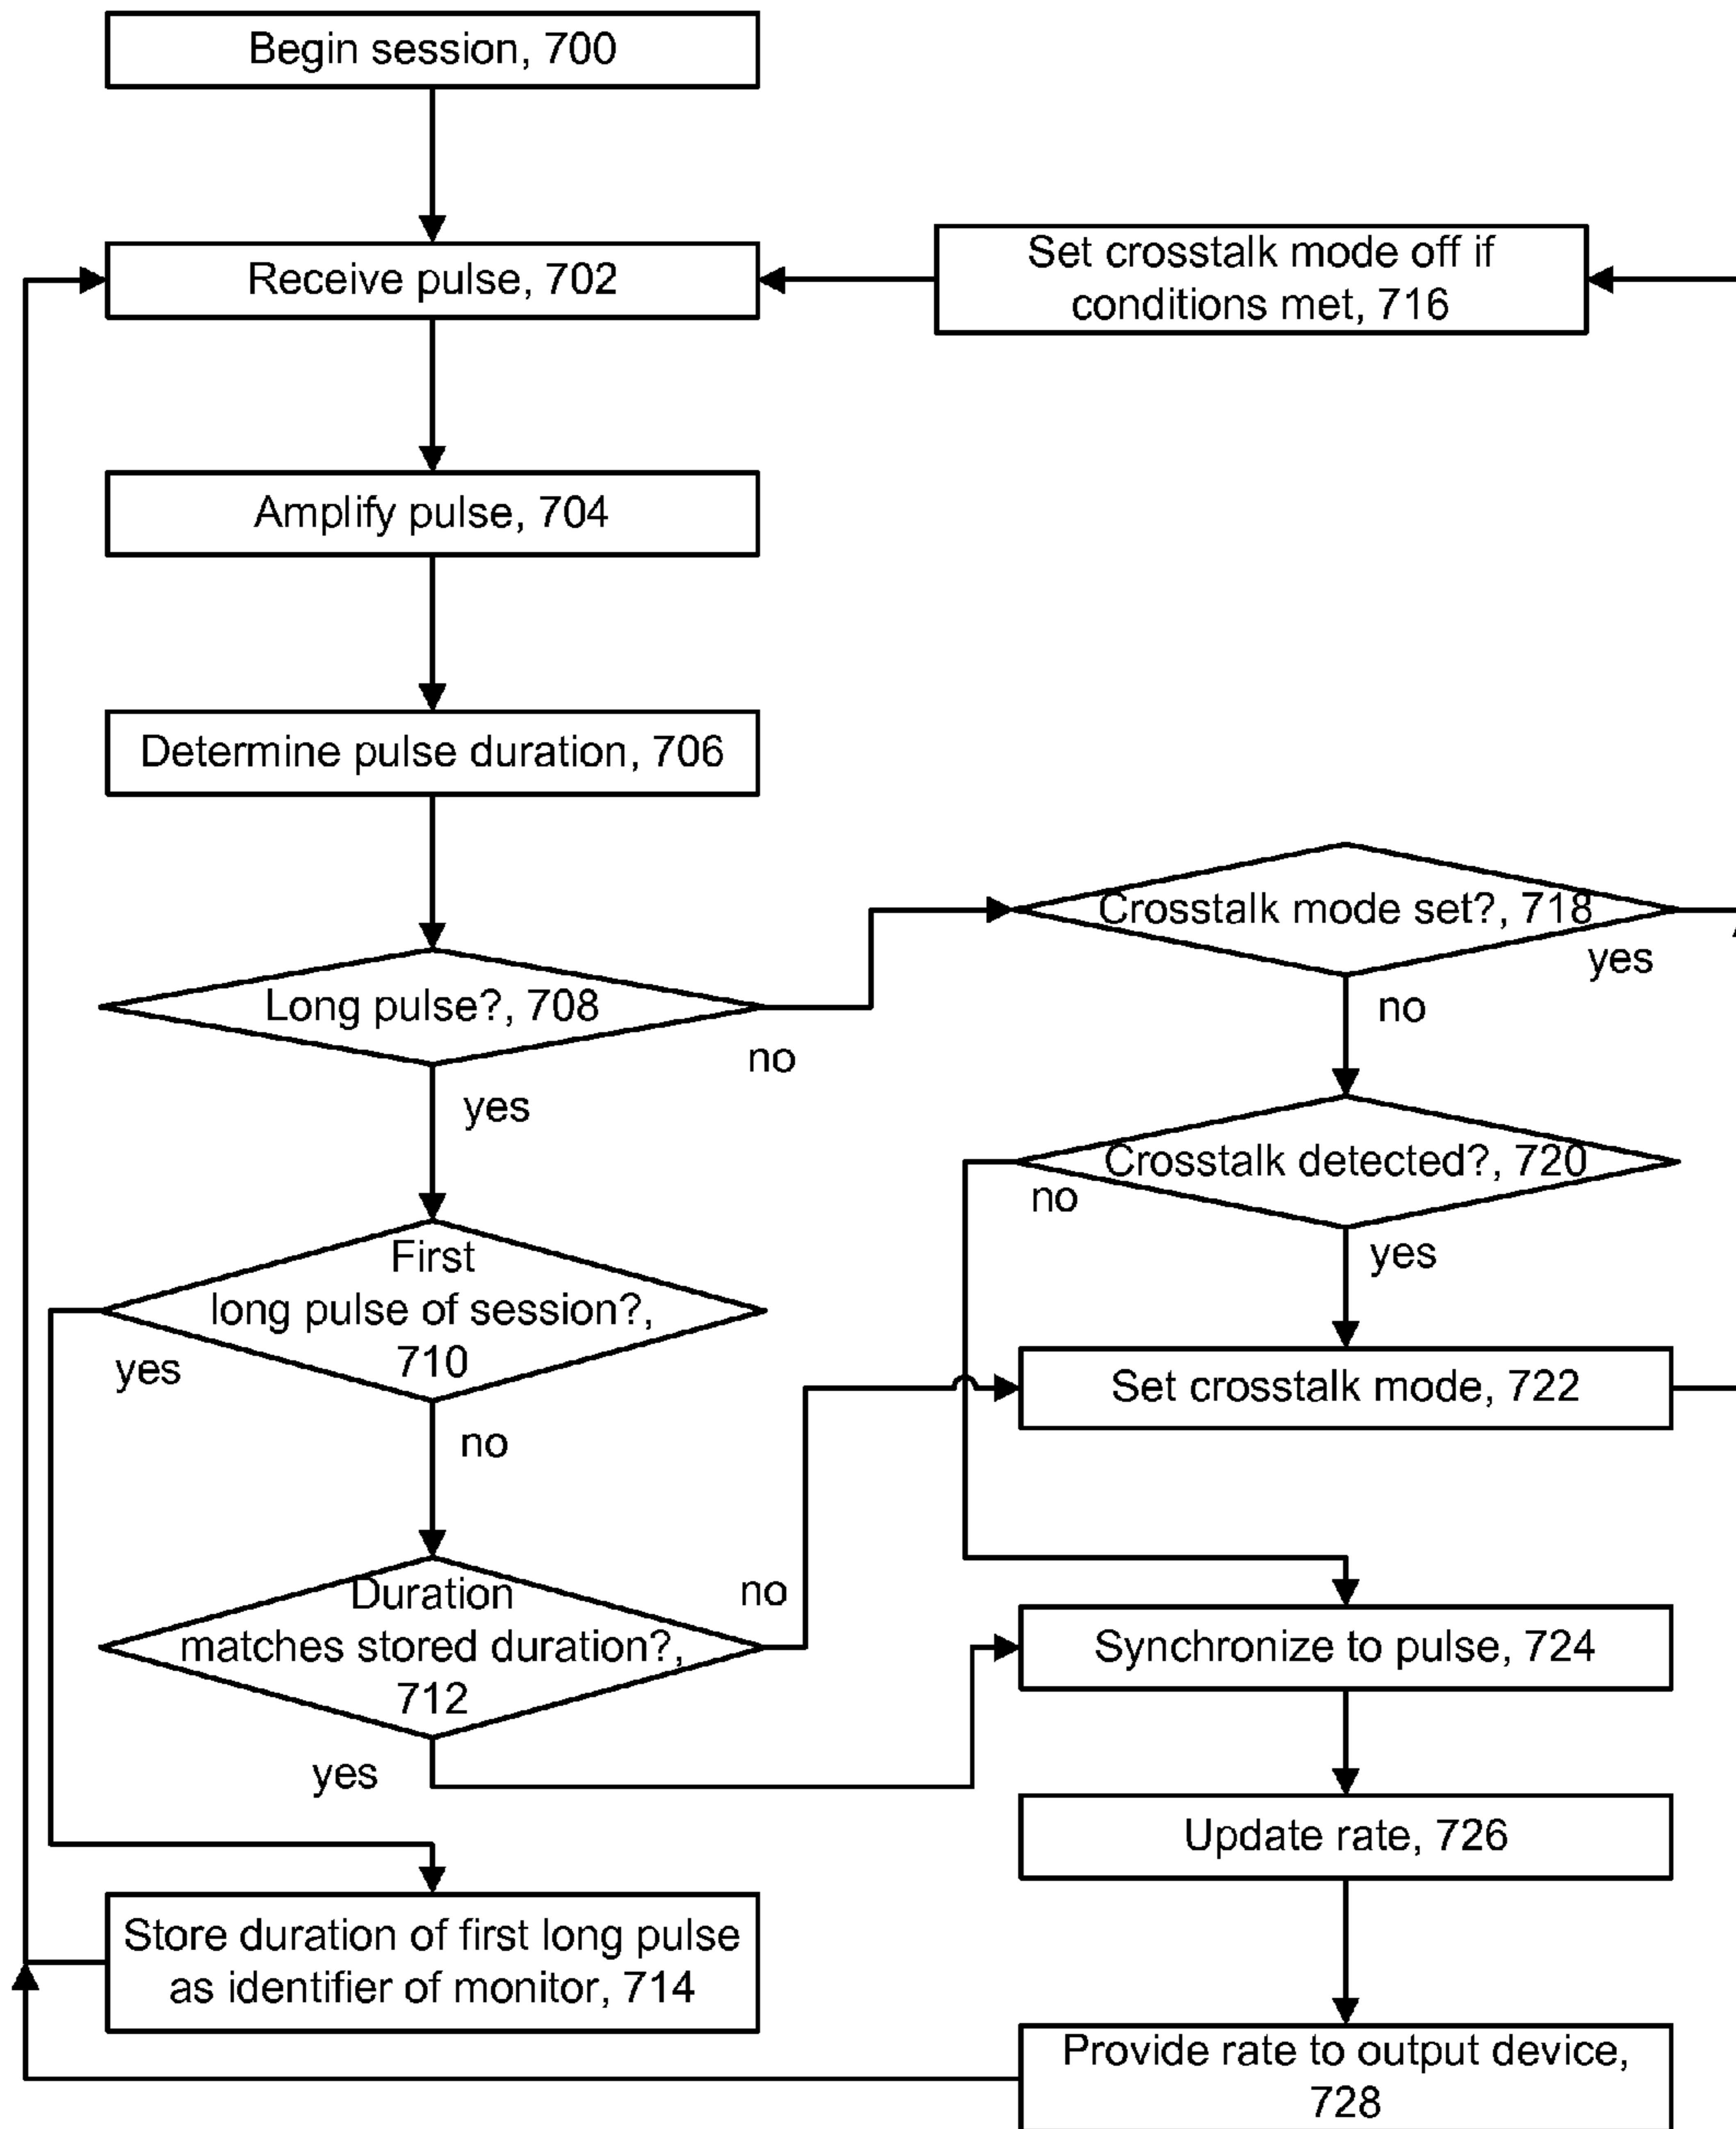 Begin session, 700
Receive pulse, 702
Set crosstalk mode off if
conditions met, 716
Amplify pulse, 704
Determine pulse duration, 706
Crosstalk mode set?, 718
yes
Long pulse?, 708
no
no
yes
Crosstalk detected?, 720
no
yes
First
long pulse of session?,
710
yes
Set crosstalk mode, 722
no
Duration
matches stored duration?,
712
no
Synchronize to pulse, 724
yes
Update rate, 726
Store duration of first long pulse
as identifier of monitor, 714
Provide rate to output device,
728